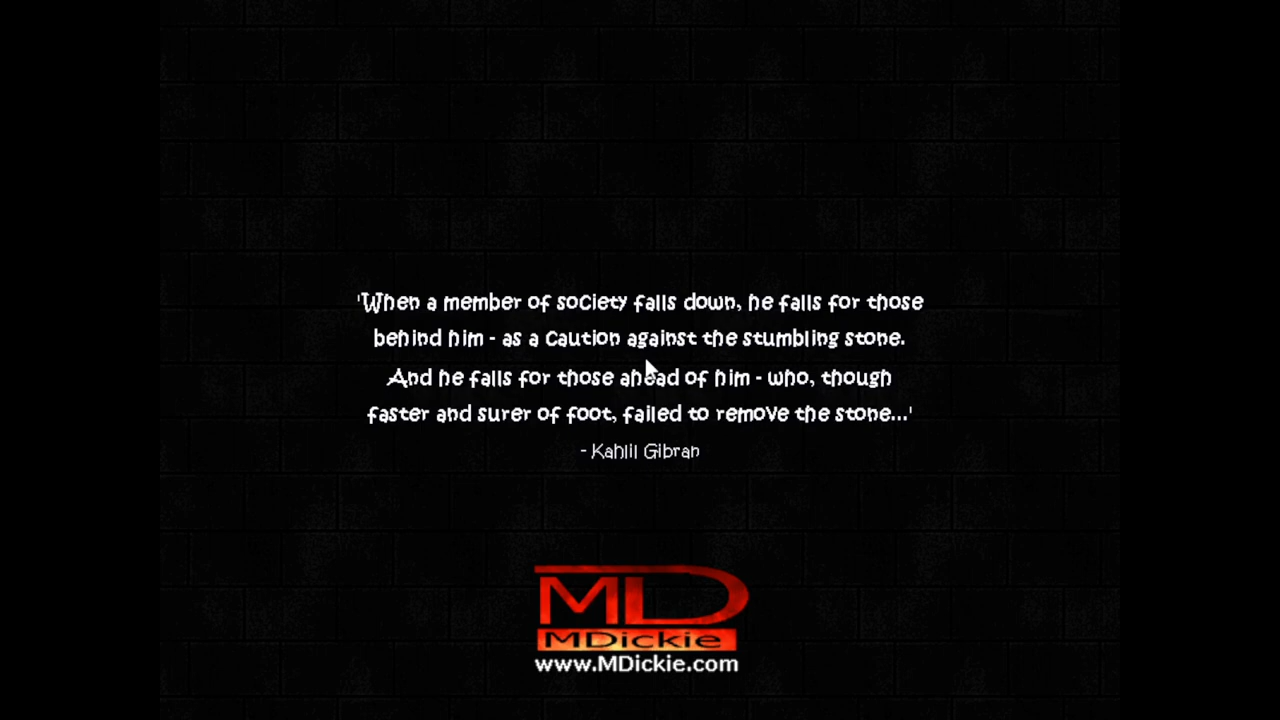 'When a member of society falls down, he falls for those
behind him - as a caution against the stumbling stone.
And he falls for those ahead of him - who, though
faster and surer of foot, failed to remove the stone...'
- Kahlil Gibran
MD
MDickie
www.MDickie.com